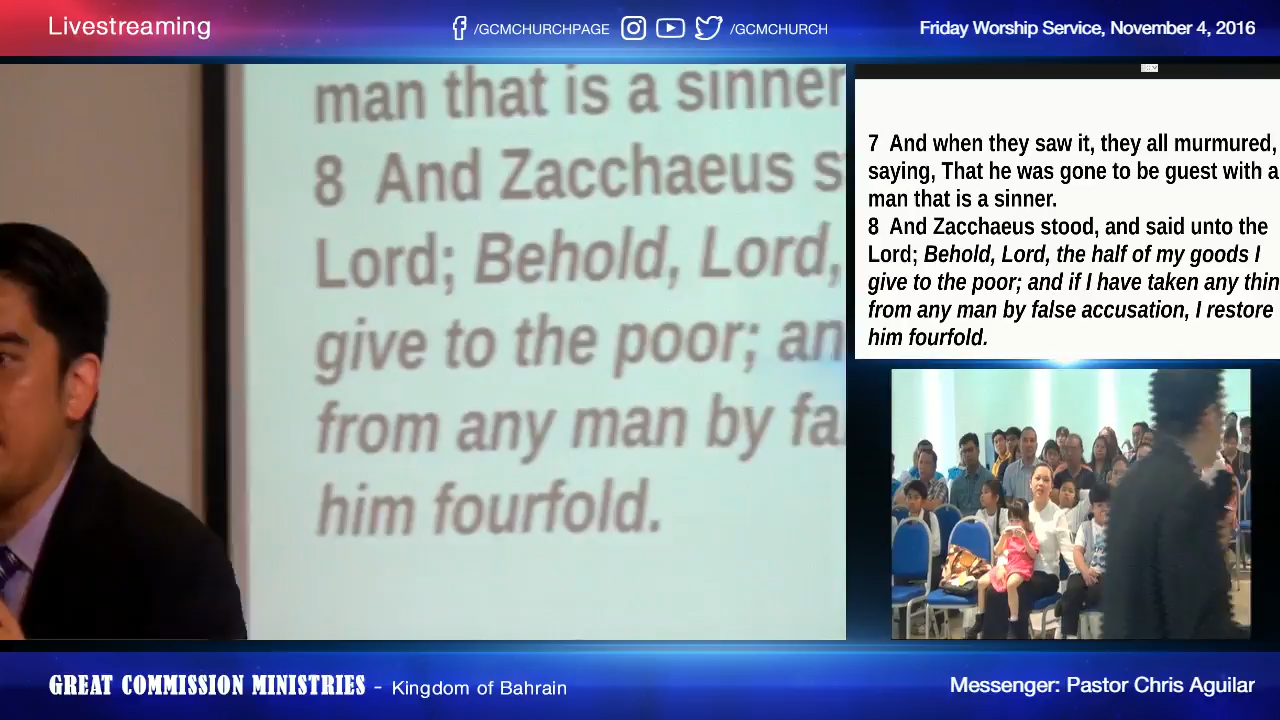 Livestreaming
/GCMCHURCHPAGE
/GCMCHURCH
Friday Worship Service, November 4, 2016
man that is a sinner
8 And Zacchaeus s
Lord; Behold, Lord,
give to the poor; an
from any man by fal
him fourfold.
7 And when they saw it, they all murmured,
saying, That he was gone to be guest with a
man that is a sinner.
8 And Zacchaeus stood, and said unto the
Lord; Behold, Lord, the half of my goods I
give to the poor; and if I have taken any thin
from any man by false accusation, I restore
him fourfold.
GREAT COMMISSION MINISTRIES - Kingdom of Bahrain
Messenger: Pastor Chris Aguilar